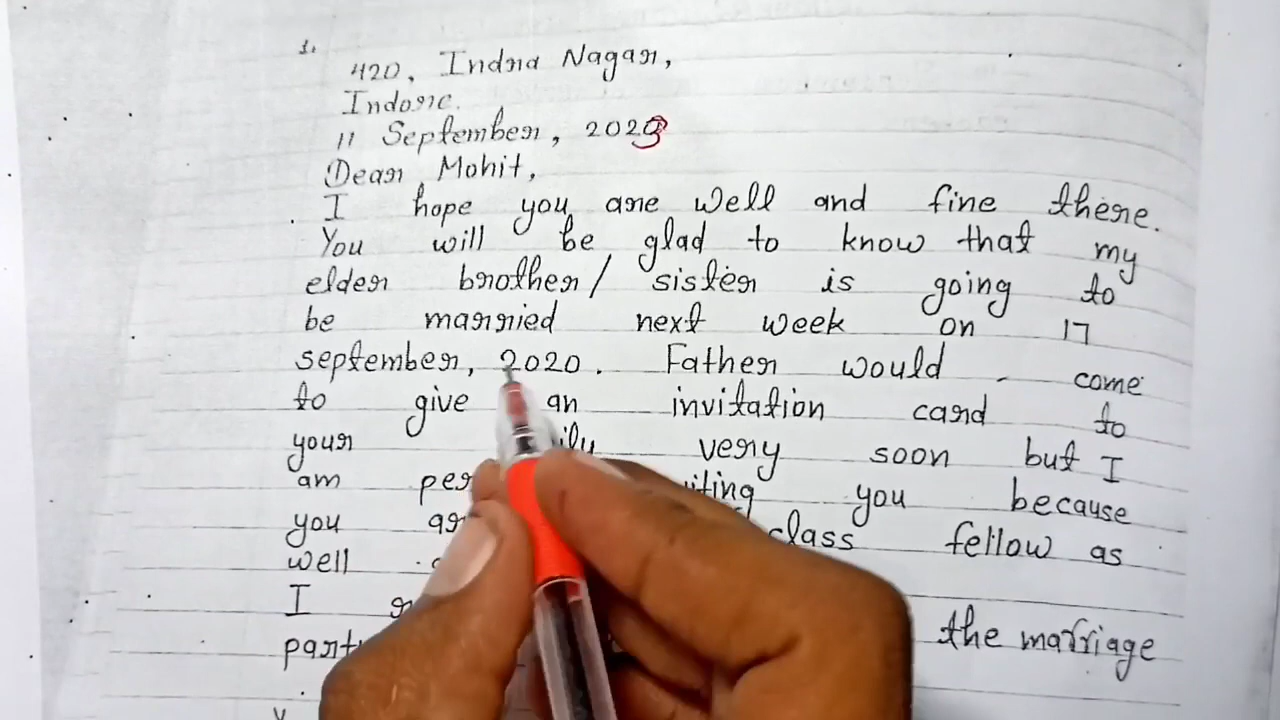 1.
420, Indra Nagar,
Indore.
11 September, 2023
Dear Mohit,
I hope you are well and fine there.
You will be glad to know that my
elder brother/ sister is going to
be married next week on 17
september, 2020. Father would come
to give an invitation card to
your very soon but I
am you because
you class fellow as
well
I the marriage